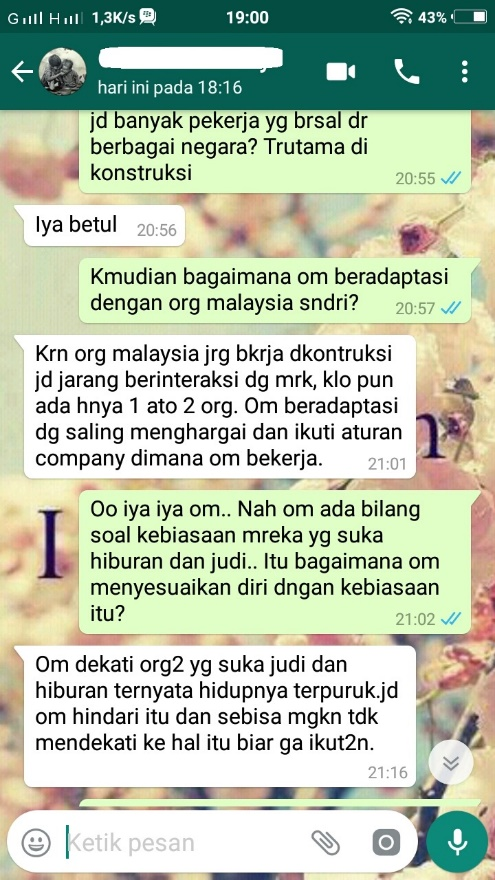 G H 1,3K/s 19:00 43%
hari ini pada 18:16
jd banyak pekerja yg brsal dr
berbagai negara? Trutama di
konstruksi
20:55
Iya betul 20:56
Kmudian bagaimana om beradaptasi
dengan org malaysia sndri?
20:57
Krn org malaysia jrg bkrja dkontruksi
jd jarang berinteraksi dg mrk, klo pun
ada hnya 1 ato 2 org. Om beradaptasi
dg saling menghargai dan ikuti aturan
company dimana om bekerja.
21:01
n
I
Oo iya iya om.. Nah om ada bilang
soal kebiasaan mreka yg suka
hiburan dan judi.. Itu bagaimana om
menyesuaikan diri dngan kebiasaan
itu?
21:02
Om dekati org2 yg suka judi dan
hiburan ternyata hidupnya terpuruk.jd
om hindari itu dan sebisa mgkn tdk
mendekati ke hal itu biar ga ikut2n.
21:16
Ketik pesan